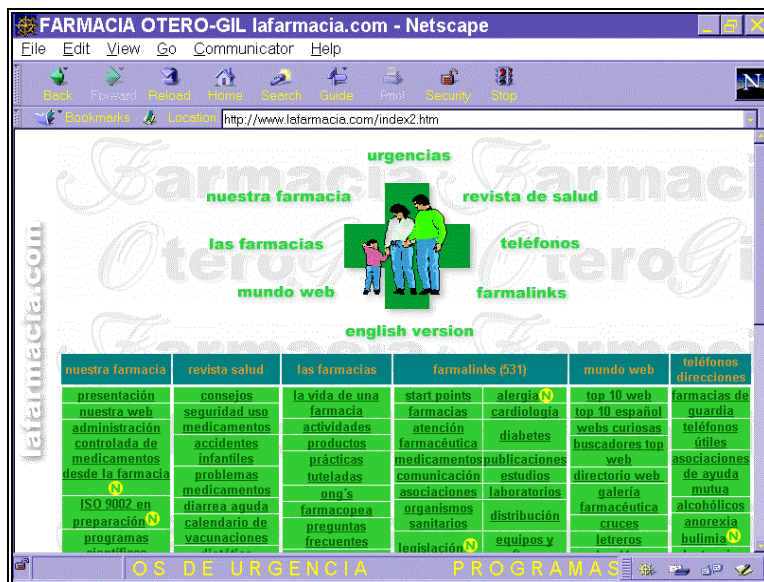 FARMACIA OTERO-GIL lafarmacia.com - Netscape
File Edit View Go Communicator Help
Back Forward Reload Home Search Guide Print Security Stop
N
Bookmarks Location http://www.lafarmacia.com/index2.htm
urgencias
nuestra farmacia
revista de salud
las farmacias
teléfonos
mundo web
farmalinks
english version
Farmacia Farmaci
OteroGil OteroGi
lafarmacia.com
nuestra farmacia
presentación
nuestra web
administración
controlada de
medicamentos
desde la farmacia
N
ISO 9002 en
preparación N
programas
científicos
revista salud
consejos
seguridad uso
medicamentos
accidentes
infantiles
problemas
medicamentos
diarrea aguda
calendario de
vacunaciones
las farmacias
la vida de una
farmacia
actividades
productos
prácticas
tuteladas
ong´s
farmacopea
preguntas
frecuentes
farmalinks (531)
start points
farmacias
atención
farmacéutica
medicamentos
comunicación
asociaciones
organismos
sanitarios
legislación N
alergia N
cardiología
diabetes
publicaciones
estudios
laboratorios
distribución
equipos y
mundo web
top 10 web
top 10 español
webs curiosas
buscadores top
web
directorio web
galería
farmacéutica
cruces
letreros
teléfonos
direcciones
farmacias de
guardia
teléfonos
útiles
asociaciones
de ayuda
mutua
alcohólicos
anorexia
bulimia N
OS DE URGENCIA PROGRAMAS